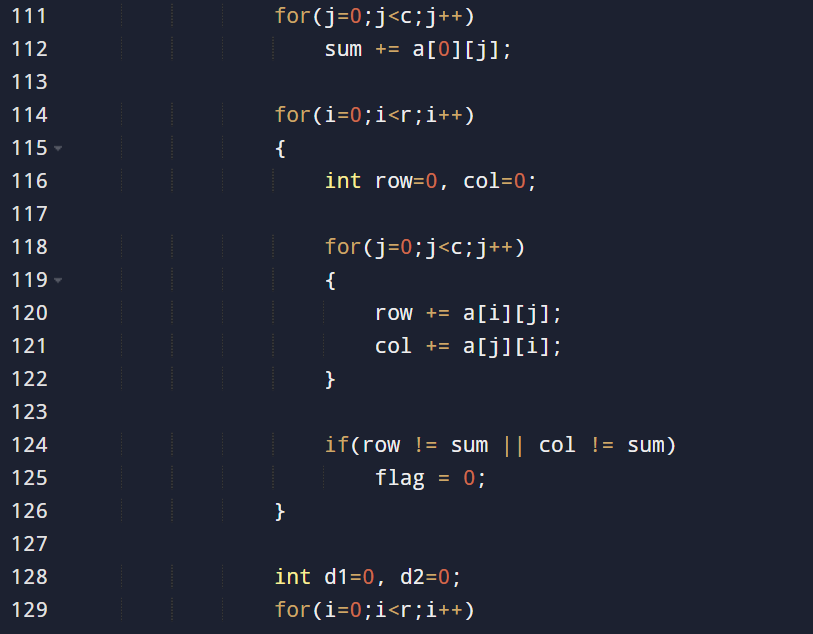 111 for(j=0;j<c;j++)
112 sum += a[0][j];
113
114 for(i=0;i<r;i++)
115 {
116 int row=0, col=0;
117
118 for(j=0;j<c;j++)
119 {
120 row += a[i][j];
121 col += a[j][i];
122 }
123
124 if(row != sum || col != sum)
125 flag = 0;
126 }
127
128 int d1=0, d2=0;
129 for(i=0;i<r;i++)